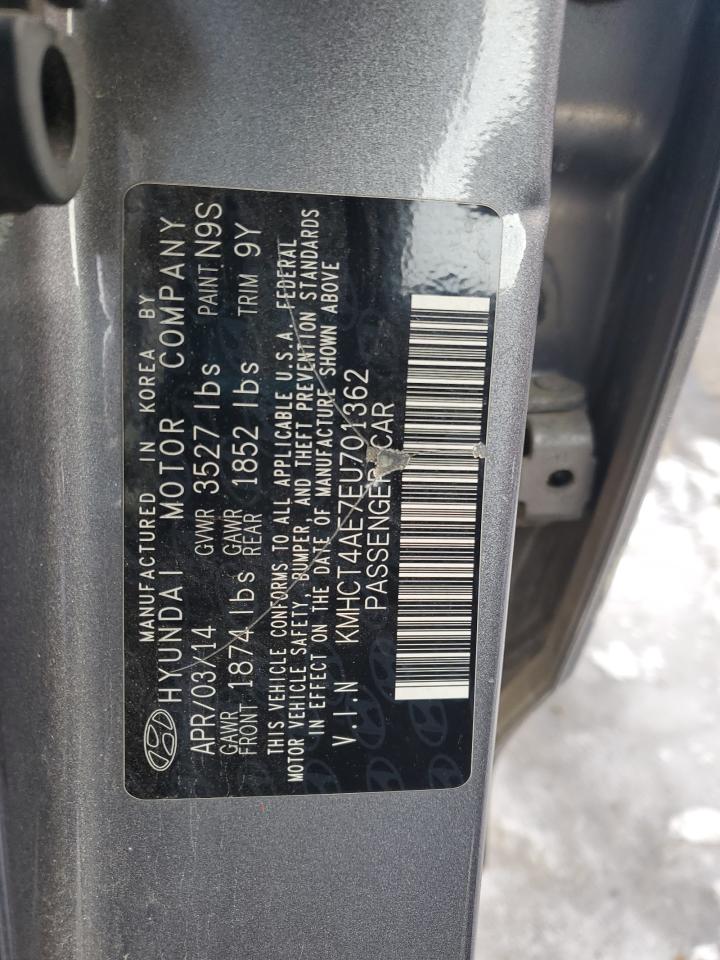 MANUFACTURED IN KOREA BY
HYUNDAI MOTOR COMPANY
APR/03/14 GVWR 3527 lbs PAINT N9S
GAWR FRONT 1874 lbs GAWR REAR 1852 lbs TRIM 9Y
THIS VEHICLE CONFORMS TO ALL APPLICABLE U.S.A. FEDERAL
MOTOR VEHICLE SAFETY, BUMPER, AND THEFT PREVENTION STANDARDS
IN EFFECT ON THE DATE OF MANUFACTURE SHOWN ABOVE
V.I.N KMHCT4AE7EU701362
PASSENGER CAR